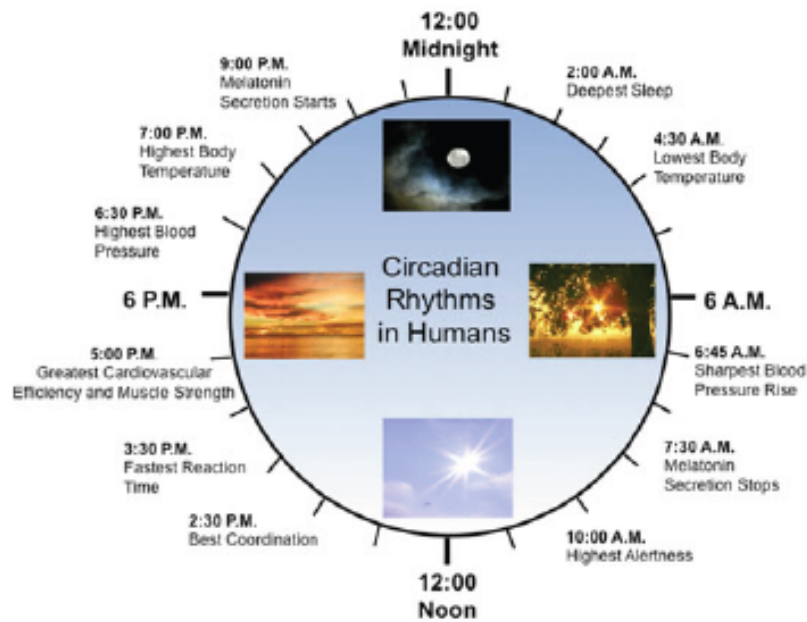 12:00
Midnight
9:00 P.M.
Melatonin
Secretion Starts
2:00 A.M.
Deepest Sleep
7:00 P.M.
Highest Body
Temperature
4:30 A.M.
Lowest Body
Temperature
6:30 P.M.
Highest Blood
Pressure
Circadian
Rhythms
in Humans
6 P.M.
6 A.M.
5:00 P.M.
Greatest Cardiovascular
Efficiency and Muscle Strength
6:45 A.M.
Sharpest Blood
Pressure Rise
3:30 P.M.
Fastest Reaction
Time
7:30 A.M.
Melatonin
Secretion Stops
2:30 P.M.
Best Coordination
10:00 A.M.
Highest Alertness
12:00
Noon